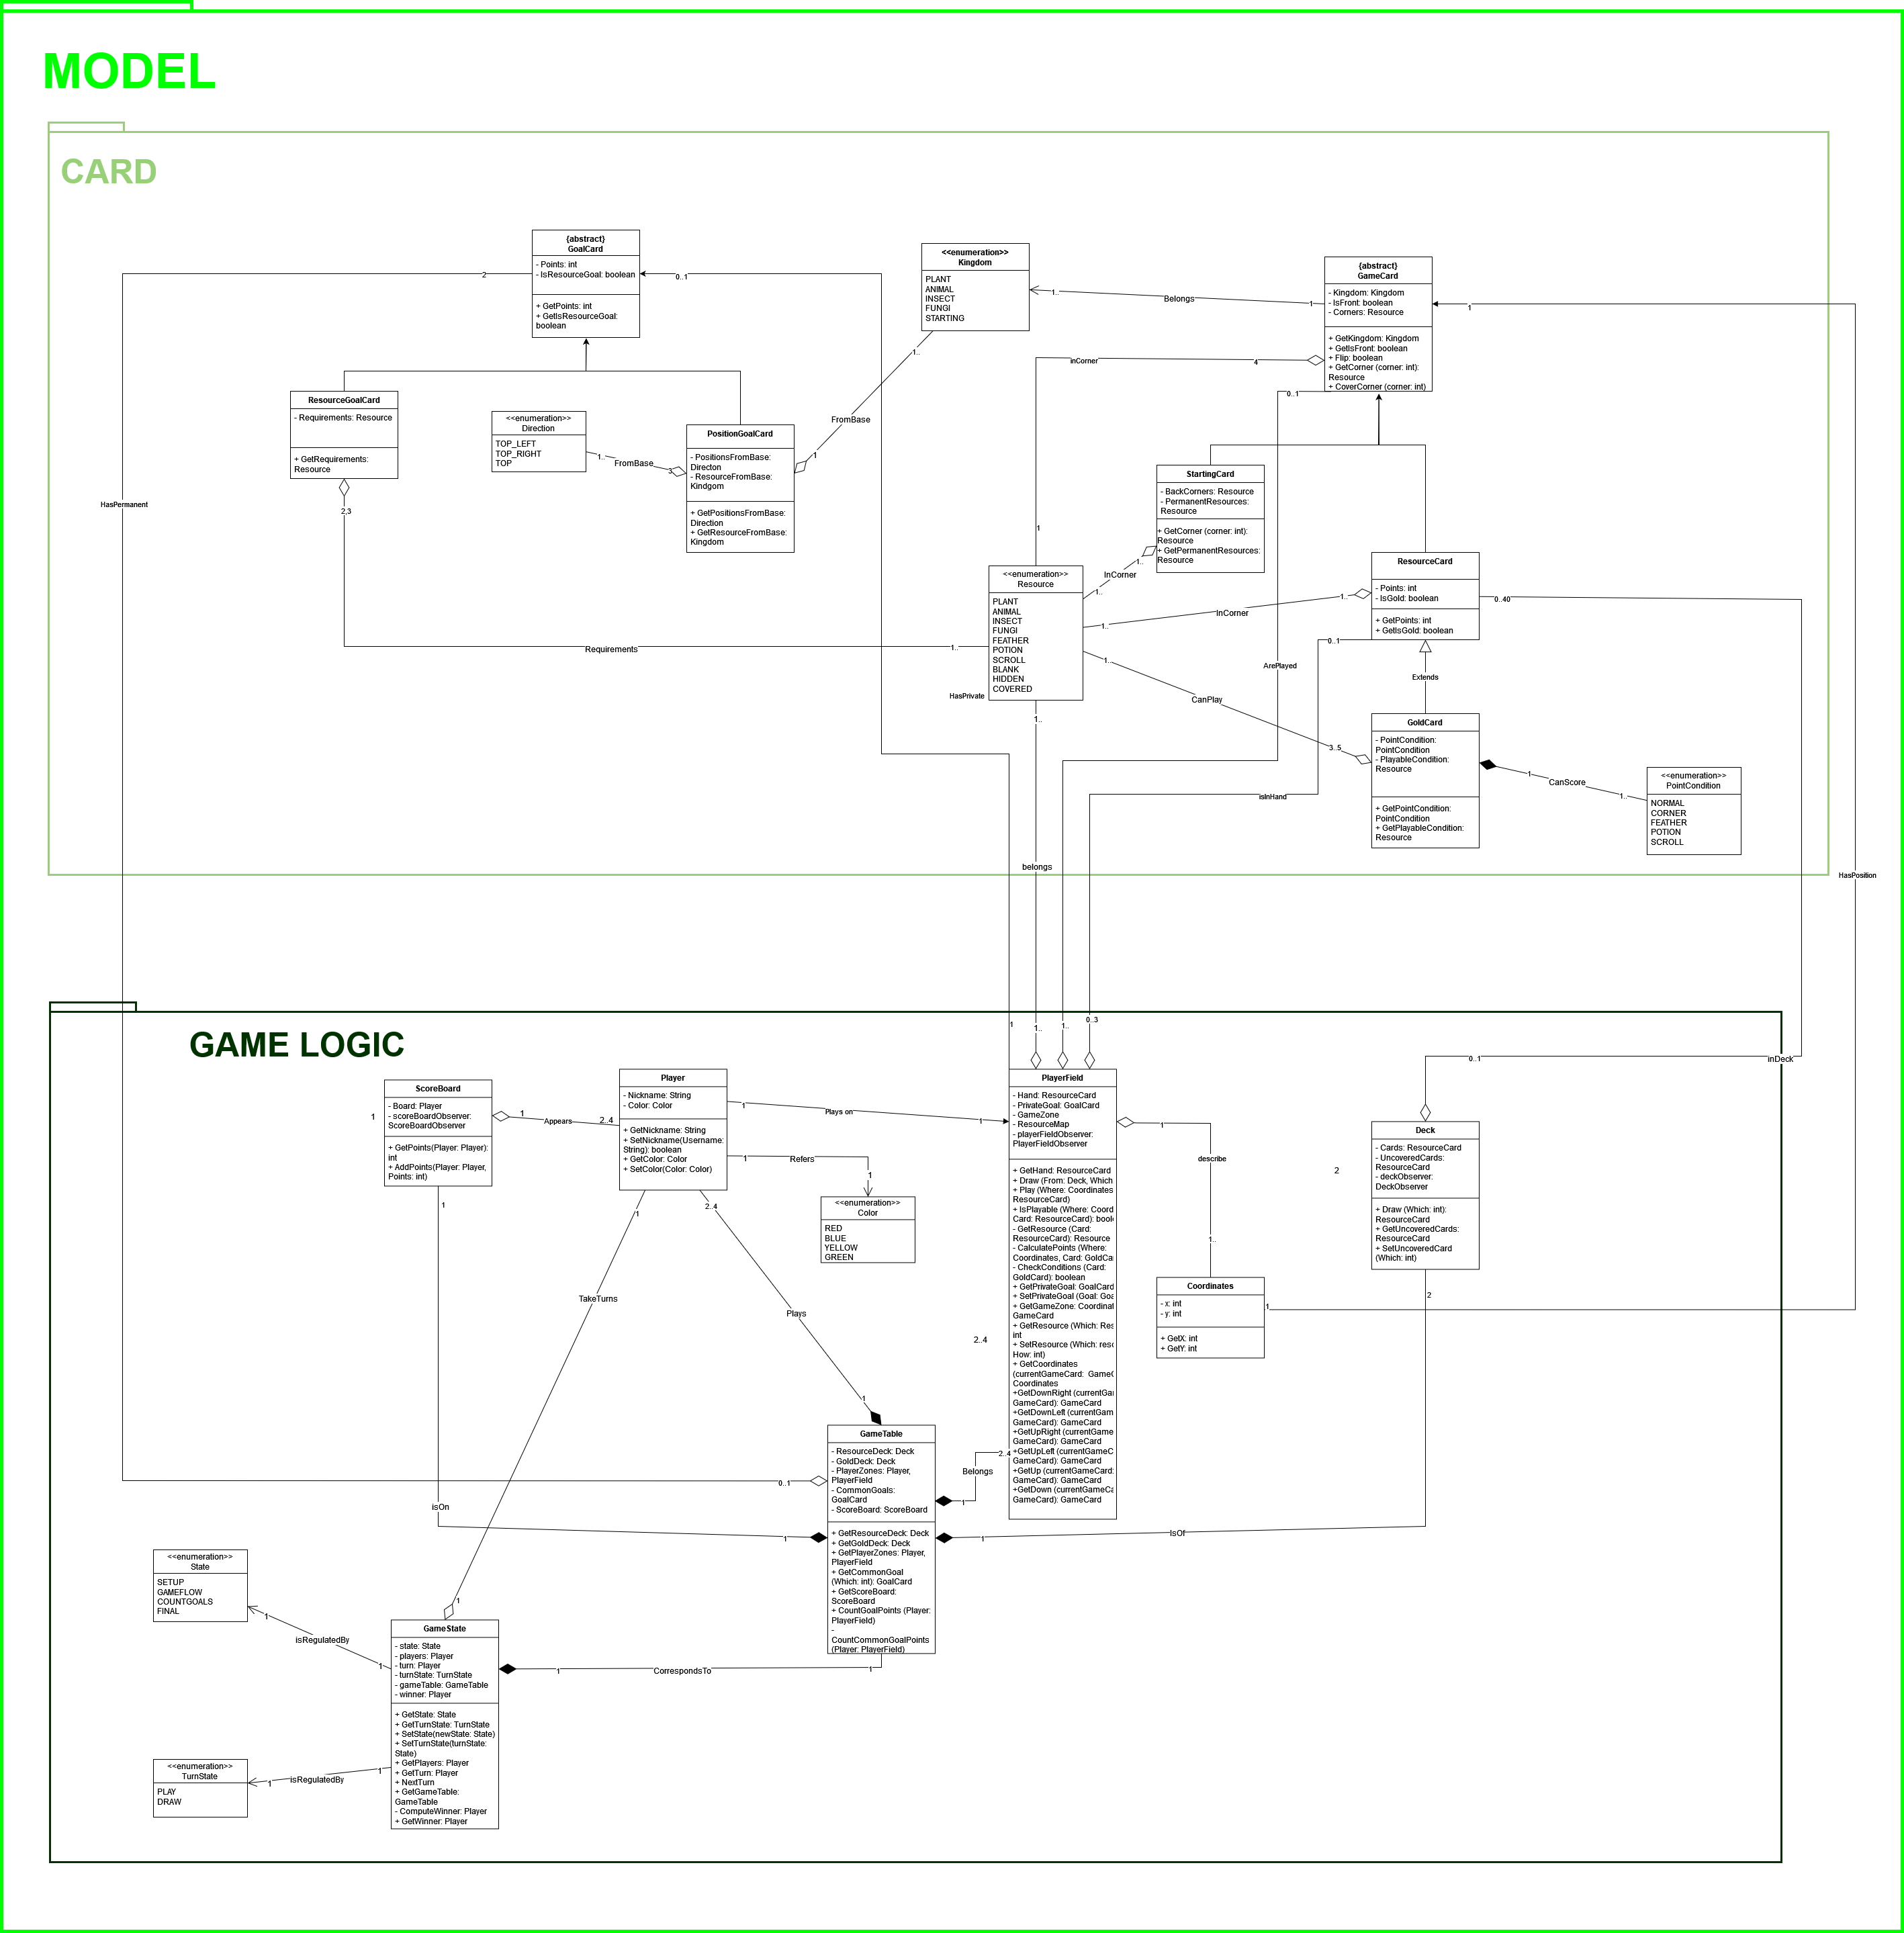 MODEL
CARD
{abstract}
GoalCard
- Points: int
- IsResourceGoal: boolean
+ GetPoints: int
+ GetIsResourceGoal:
boolean
2
0..1
<<enumeration>>
Kingdom
PLANT
ANIMAL
INSECT
FUNGI
STARTING
1..
Belongs
1
{abstract}
GameCard
- Kingdom: Kingdom
- IsFront: boolean
- Corners: Resource
+ GetKingdom: Kingdom
+ GetIsFront: boolean
+ Flip: boolean
+ GetCorner (corner: int):
Resource
+ CoverCorner (corner: int)
1
1..
inCorner
4
0..1
FromBase
1
ResourceGoalCard
- Requirements: Resource
+ GetRequirements:
Resource
2,3
<<enumeration>>
Direction
TOP_LEFT
TOP_RIGHT
TOP
1..
FromBase
3
PositionGoalCard
- PositionsFromBase:
Directon
- ResourceFromBase:
Kindgom
+ GetPositionsFromBase:
Direction
+ GetResourceFromBase:
Kingdom
HasPermanent
StartingCard
- BackCorners: Resource
- PermanentResources:
Resource
+ GetCorner (corner: int):
Resource
+ GetPermanentResources:
Resource
1
1..
InCorner
1..
<<enumeration>>
Resource
PLANT
ANIMAL
INSECT
FUNGI
FEATHER
POTION
SCROLL
BLANK
HIDDEN
COVERED
ResourceCard
- Points: int
- IsGold: boolean
+ GetPoints: int
+ GetIsGold: boolean
0..40
1..
InCorner
1..
0..1
Requirements
1..
1..
ArePlayed
Extends
HasPrivate
CanPlay
3..5
1..
GoldCard
- PointCondition:
PointCondition
- PlayableCondition:
Resource
+ GetPointCondition:
PointCondition
+ GetPlayableCondition:
Resource
1
CanScore
1..
<<enumeration>>
PointCondition
NORMAL
CORNER
FEATHER
POTION
SCROLL
isInHand
belongs
HasPosition
GAME LOGIC
1
1..
1..
0..3
0..1
inDeck
ScoreBoard
- Board: Player
- scoreBoardObserver:
ScoreBoardObserver
+ GetPoints(Player: Player):
int
+ AddPoints(Player: Player,
Points: int)
1
1
Appears
2..4
Player
- Nickname: String
- Color: Color
+ GetNickname: String
+ SetNickname(Username:
String): boolean
+ GetColor: Color
+ SetColor(Color: Color)
1
Plays on
1
1
Refers
1
<<enumeration>>
Color
RED
BLUE
YELLOW
GREEN
PlayerField
- Hand: ResourceCard
- PrivateGoal: GoalCard
- GameZone
- ResourceMap
- playerFieldObserver:
PlayerFieldObserver
+ GetHand: ResourceCard
+ Draw (From: Deck, Which
+ Play (Where: Coordinates
ResourceCard)
+ IsPlayable (Where: Coord
Card: ResourceCard): bool
- GetResource (Card:
ResourceCard): Resource
- CalculatePoints (Where:
Coordinates, Card: GoldCa
- CheckConditions (Card:
GoldCard): boolean
+ GetPrivateGoal: GoalCard
+ SetPrivateGoal (Goal: Goa
+ GetGameZone: Coordinat
GameCard
+ GetResource (Which: Res
int
+ SetResource (Which: reso
How: int)
+ GetCoordinates
(currentGameCard: GameC
Coordinates
+GetDownRight (currentGa
GameCard): GameCard
+GetDownLeft (currentGam
GameCard): GameCard
+GetUpRight (currentGame
GameCard): GameCard
+GetUpLeft (currentGameC
GameCard): GameCard
+GetUp (currentGameCard:
GameCard): GameCard
+GetDown (currentGameCa
GameCard): GameCard
1
describe
1..
Coordinates
- x: int
- y: int
+ GetX: int
+ GetY: int
1
2
Deck
- Cards: ResourceCard
- UncoveredCards:
ResourceCard
- deckObserver:
DeckObserver
+ Draw (Which: int):
ResourceCard
+ GetUncoveredCards:
ResourceCard
+ SetUncoveredCard
(Which: int)
2
1
1
2..4
TakeTurns
Plays
1
2..4
GameTable
- ResourceDeck: Deck
- GoldDeck: Deck
- PlayerZones: Player,
PlayerField
- CommonGoals:
GoalCard
- ScoreBoard: ScoreBoard
+ GetResourceDeck: Deck
+ GetGoldDeck: Deck
+ GetPlayerZones: Player,
PlayerField
+ GetCommonGoal
(Which: int): GoalCard
+ GetScoreBoard:
ScoreBoard
+ CountGoalPoints (Player:
PlayerField)
-
CountCommonGoalPoints
(Player: PlayerField)
2..4
Belongs
1
0..1
isOn
1
1
IsOf
<<enumeration>>
State
SETUP
GAMEFLOW
COUNTGOALS
FINAL
1
isRegulatedBy
1
1
GameState
- state: State
- players: Player
- turn: Player
- turnState: TurnState
- gameTable: GameTable
- winner: Player
+ GetState: State
+ GetTurnState: TurnState
+ SetState(newState: State)
+ SetTurnState(turnState:
State)
+ GetPlayers: Player
+ GetTurn: Player
+ NextTurn
+ GetGameTable:
GameTable
- ComputeWinner: Player
+ GetWinner: Player
1
CorrespondsTo
1
<<enumeration>>
TurnState
PLAY
DRAW
1
isRegulatedBy
1